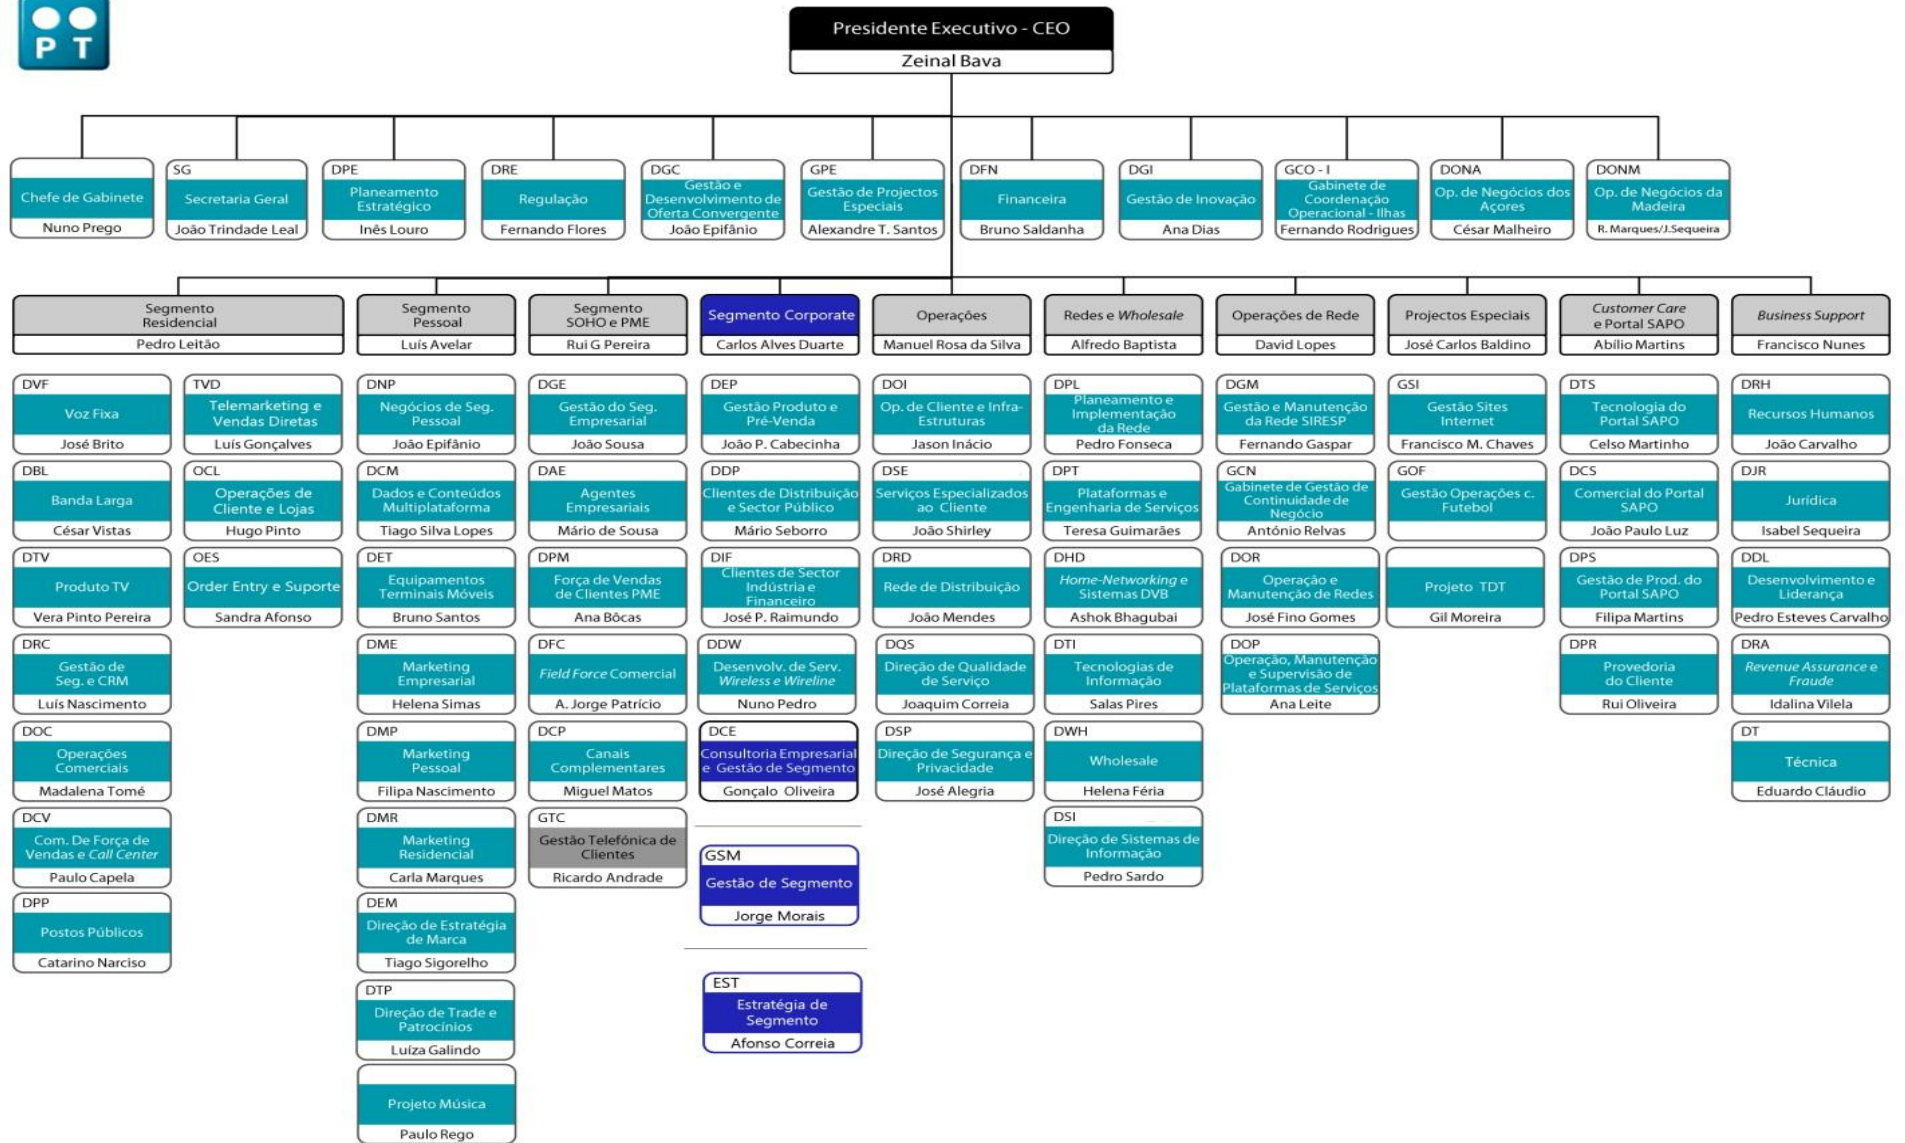 PT
Presidente Executivo - CEO
Zeinal Bava
Chefe de Gabinete
Nuno Prego
SG
Secretaria Geral
João Trindade Leal
DPE
Planeamento
Estratégico
Inês Louro
DRE
Regulação
Fernando Flores
DGC
Gestão e
Desenvolvimento de
Oferta Convergente
João Epifânio
GPE
Gestão de Projectos
Especiais
Alexandre T. Santos
DFN
Financeira
Bruno Saldanha
DGI
Gestão de Inovação
Ana Dias
GCO - I
Gabinete de
Coordenação
Operacional - Ilhas
Fernando Rodrigues
DONA
Op. de Negócios dos
Açores
César Malheiro
DONM
Op. de Negócios da
Madeira
R. Marques/J.Sequeira
Segmento
Residencial
Pedro Leitão
DVF
Voz Fixa
José Brito
DBL
Banda Larga
César Vistas
DTV
Produto TV
Vera Pinto Pereira
DRC
Gestão de
Seg. e CRM
Luís Nascimento
DOC
Operações
Comerciais
Madalena Tomé
DCV
Com. De Força de
Vendas e Call Center
Paulo Capela
DPP
Postos Públicos
Catarino Narciso
TVD
Telemarketing e
Vendas Diretas
Luís Gonçalves
OCL
Operações de
Cliente e Lojas
Hugo Pinto
OES
Order Entry e Suporte
Sandra Afonso
Segmento
Pessoal
Luís Avelar
DNP
Negócios de Seg.
Pessoal
João Epifânio
DCM
Dados e Conteúdos
Multiplataforma
Tiago Silva Lopes
DET
Equipamentos
Terminais Móveis
Bruno Santos
DME
Marketing
Empresarial
Helena Simas
DMP
Marketing
Pessoal
Filipa Nascimento
DMR
Marketing
Residencial
Carla Marques
DEM
Direção de Estratégia
de Marca
Tiago Sigorelho
DTP
Direção de Trade e
Patrocínios
Luíza Galindo
Projeto Música
Paulo Rego
Segmento
SOHO e PME
Rui G Pereira
DGE
Gestão do Seg.
Empresarial
João Sousa
DAE
Agentes
Empresariais
Mário de Sousa
DPM
Força de Vendas
de Clientes PME
Ana Bôcas
DFC
Field Force Comercial
A. Jorge Patrício
DCP
Canais
Complementares
Miguel Matos
GTC
Gestão Telefónica de
Clientes
Ricardo Andrade
Segmento Corporate
Carlos Alves Duarte
DEP
Gestão Produto e
Pré-Venda
João P. Cabecinha
DDP
Clientes de Distribuição
e Sector Público
Mário Seborro
DIF
Clientes de Sector
Indústria e
Financeiro
José P. Raimundo
DDW
Desenvolv. de Serv.
Wireless e Wireline
Nuno Pedro
DCE
Consultoria Empresarial
e Gestão de Segmento
Gonçalo Oliveira
GSM
Gestão de Segmento
Jorge Morais
EST
Estratégia de
Segmento
Afonso Correia
Operações
Manuel Rosa da Silva
DOI
Op. de Cliente e Infra-
Estruturas
Jason Inácio
DSE
Serviços Especializados
ao Cliente
João Shirley
DRD
Rede de Distribuição
João Mendes
DQS
Direção de Qualidade
de Serviço
Joaquim Correia
DSP
Direção de Segurança e
Privacidade
José Alegria
Redes e Wholesale
Alfredo Baptista
DPL
Planeamento e
Implementação
da Rede
Pedro Fonseca
DPT
Plataformas e
Engenharia de Serviços
Teresa Guimarães
DHD
Home-Networking e
Sistemas DVB
Ashok Bhagubai
DTI
Tecnologias de
Informação
Salas Pires
DWH
Wholesale
Helena Féria
DSI
Direção de Sistemas de
Informação
Pedro Sardo
Operações de Rede
David Lopes
DGM
Gestão e Manutenção
da Rede SIRESP
Fernando Gaspar
GCN
Gabinete de Gestão de
Continuidade de
Negócio
António Relvas
DOR
Operação e
Manutenção de Redes
José Fino Gomes
DOP
Operação, Manutenção
e Supervisão de
Plataformas de Serviços
Ana Leite
Projectos Especiais
José Carlos Baldino
GSI
Gestão Sites
Internet
Francisco M. Chaves
GOF
Gestão Operações c.
Futebol
Projeto TDT
Gil Moreira
Customer Care
e Portal SAPO
Abílio Martins
DTS
Tecnologia do
Portal SAPO
Celso Martinho
DCS
Comercial do Portal
SAPO
João Paulo Luz
DPS
Gestão de Prod. do
Portal SAPO
Filipa Martins
DPR
Provedoria
do Cliente
Rui Oliveira
Business Support
Francisco Nunes
DRH
Recursos Humanos
João Carvalho
DJR
Jurídica
Isabel Sequeira
DDL
Desenvolvimento e
Liderança
Pedro Esteves Carvalho
DRA
Revenue Assurance e
Fraude
Idalina Vilela
DT
Técnica
Eduardo Cláudio